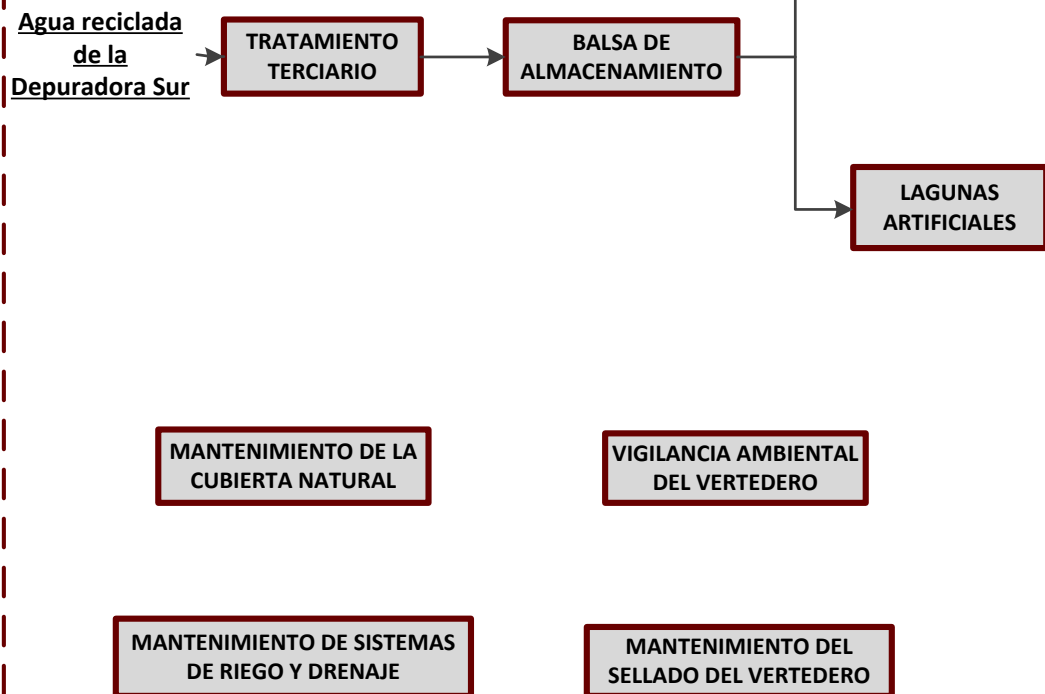 Agua reciclada
de la
Depuradora Sur
TRATAMIENTO
TERCIARIO
BALSA DE
ALMACENAMIENTO
LAGUNAS
ARTIFICIALES
MANTENIMIENTO DE LA
CUBIERTA NATURAL
VIGILANCIA AMBIENTAL
DEL VERTEDERO
MANTENIMIENTO DE SISTEMAS
DE RIEGO Y DRENAJE
MANTENIMIENTO DEL
SELLADO DEL VERTEDERO